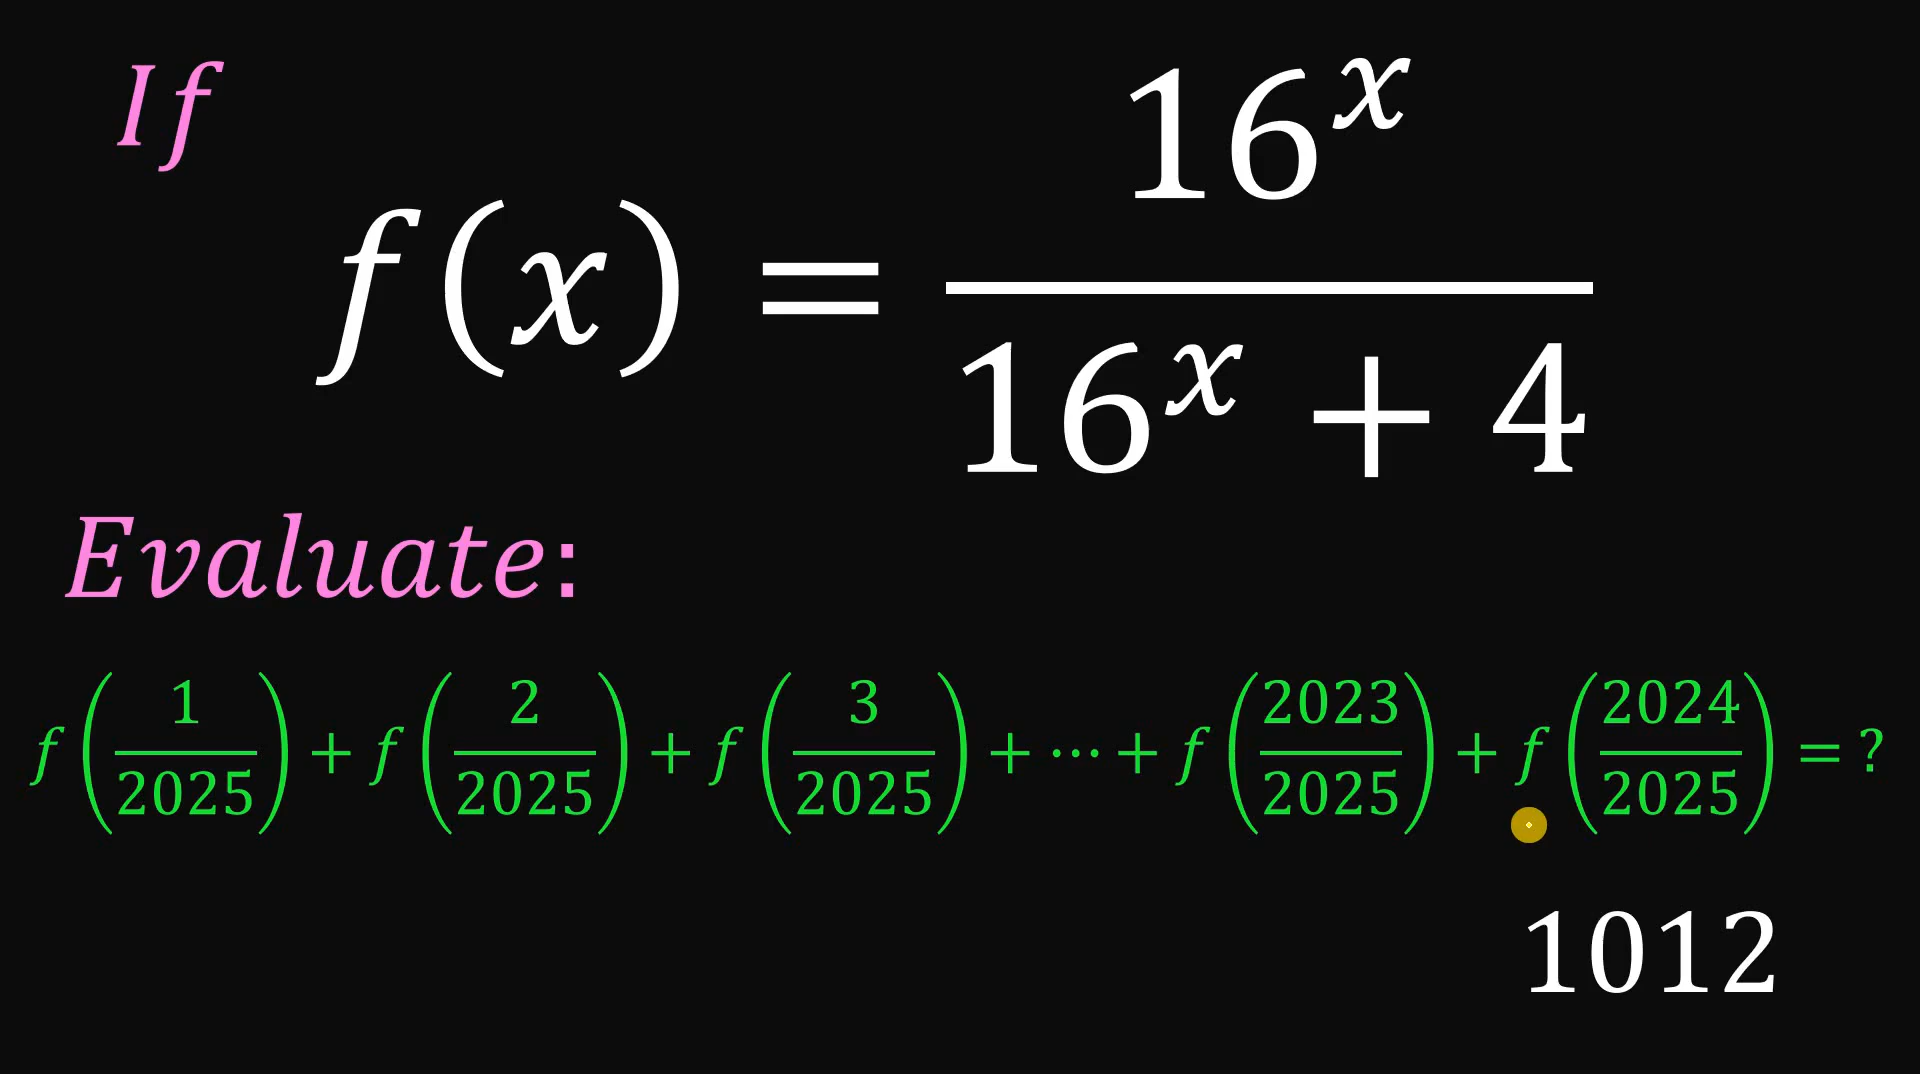 If
f(x) = 16^x / (16^x + 4)
Evaluate:
f(1/2025) + f(2/2025) + f(3/2025) + ⋯ + f(2023/2025) + f(2024/2025) = ?
1012